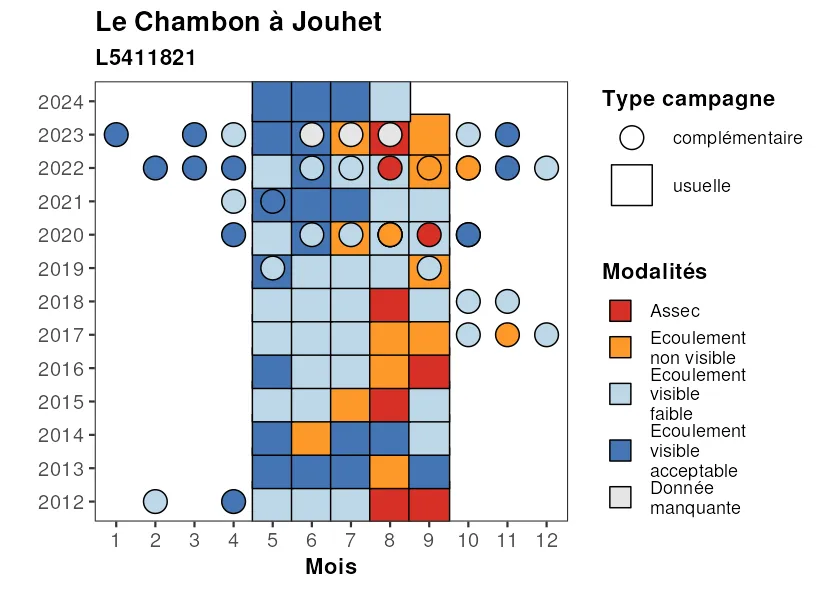 Le Chambon à Jouhet
L5411821
2024
2023
2022
2021
2020
2019
2018
2017
2016
2015
2014
2013
2012
1 2 3 4 5 6 7 8 9 10 11 12
Mois
Type campagne
complémentaire
usuelle
Modalités
Assec
Ecoulement
non visible
Ecoulement
visible
faible
Ecoulement
visible
acceptable
Donnée
manquante